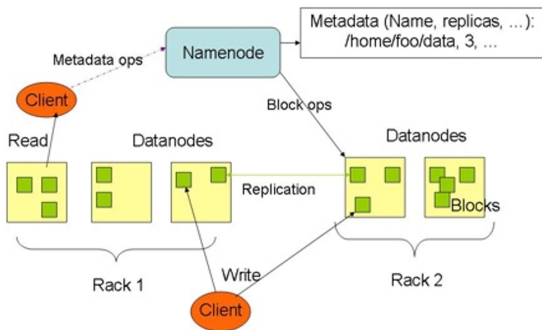 Metadata (Name, replicas, …):
/home/foo/data, 3, …
Namenode
Metadata ops
Client
Block ops
Read
Datanodes
Datanodes
Replication
Blocks
Rack 1
Write
Rack 2
Client